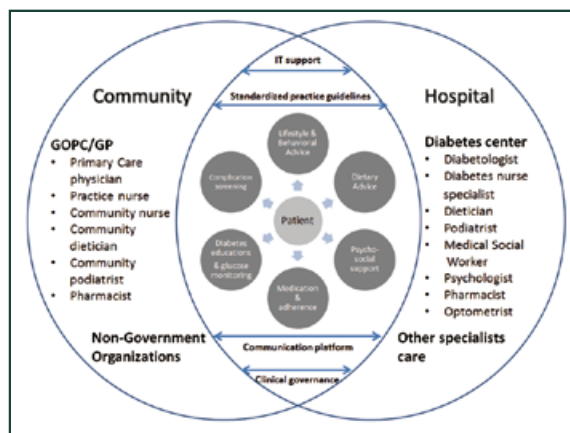 IT support
Standardized practice guidelines
Community
GOPC/GP
• Primary Care
physician
• Practice nurse
• Community nurse
• Community
dietician
• Community
podiatrist
• Pharmacist
Non-Government
Organizations
Lifestyle &
Behavioral
Advice
Complication
screening
Dietary
Advice
Patient
Diabetes
educations
& glucose
monitoring
Psycho-
social
support
Medication
&
adherence
Communication platform
Clinical governance
Hospital
Diabetes center
• Diabetologist
• Diabetes nurse
specialist
• Dietician
• Podiatrist
• Medical Social
Worker
• Psychologist
• Pharmacist
• Optometrist
Other specialists
care